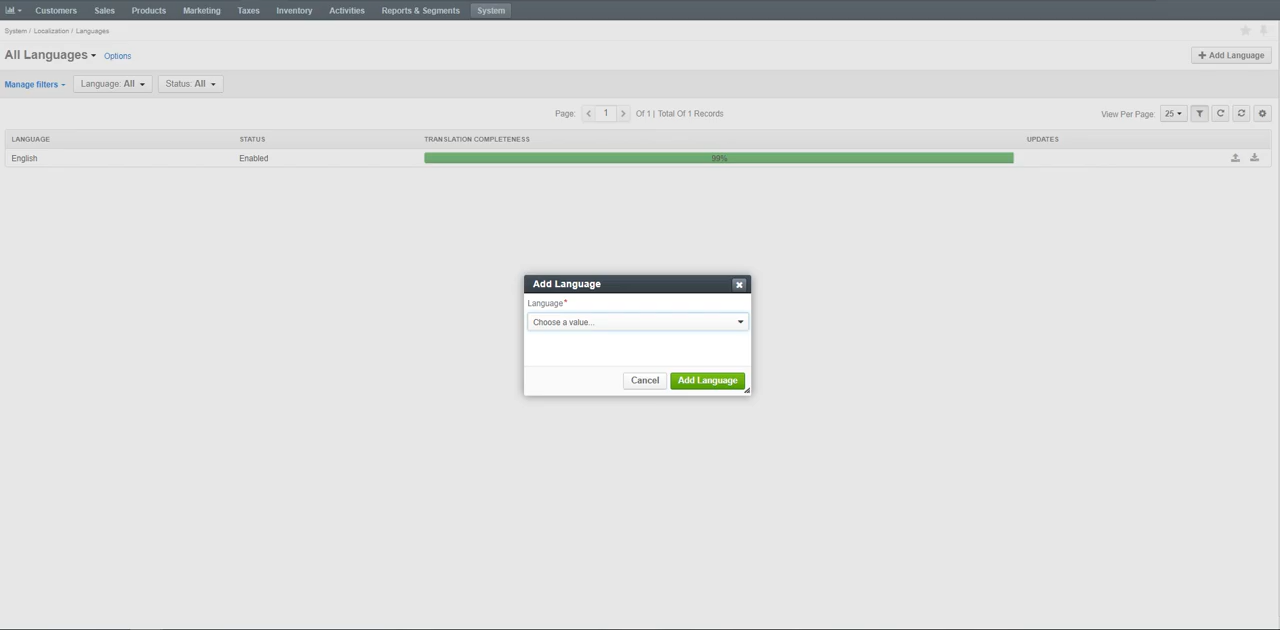 Customers Sales Products Marketing Taxes Inventory Activities Reports & Segments System
System / Localization / Languages
All Languages Options + Add Language
Manage filters Language: All Status: All
Page: 1 Of 1 | Total Of 1 Records View Per Page: 25
LANGUAGE STATUS TRANSLATION COMPLETENESS UPDATES
English Enabled 99%
Add Language
Language*
Choose a value...
Cancel Add Language